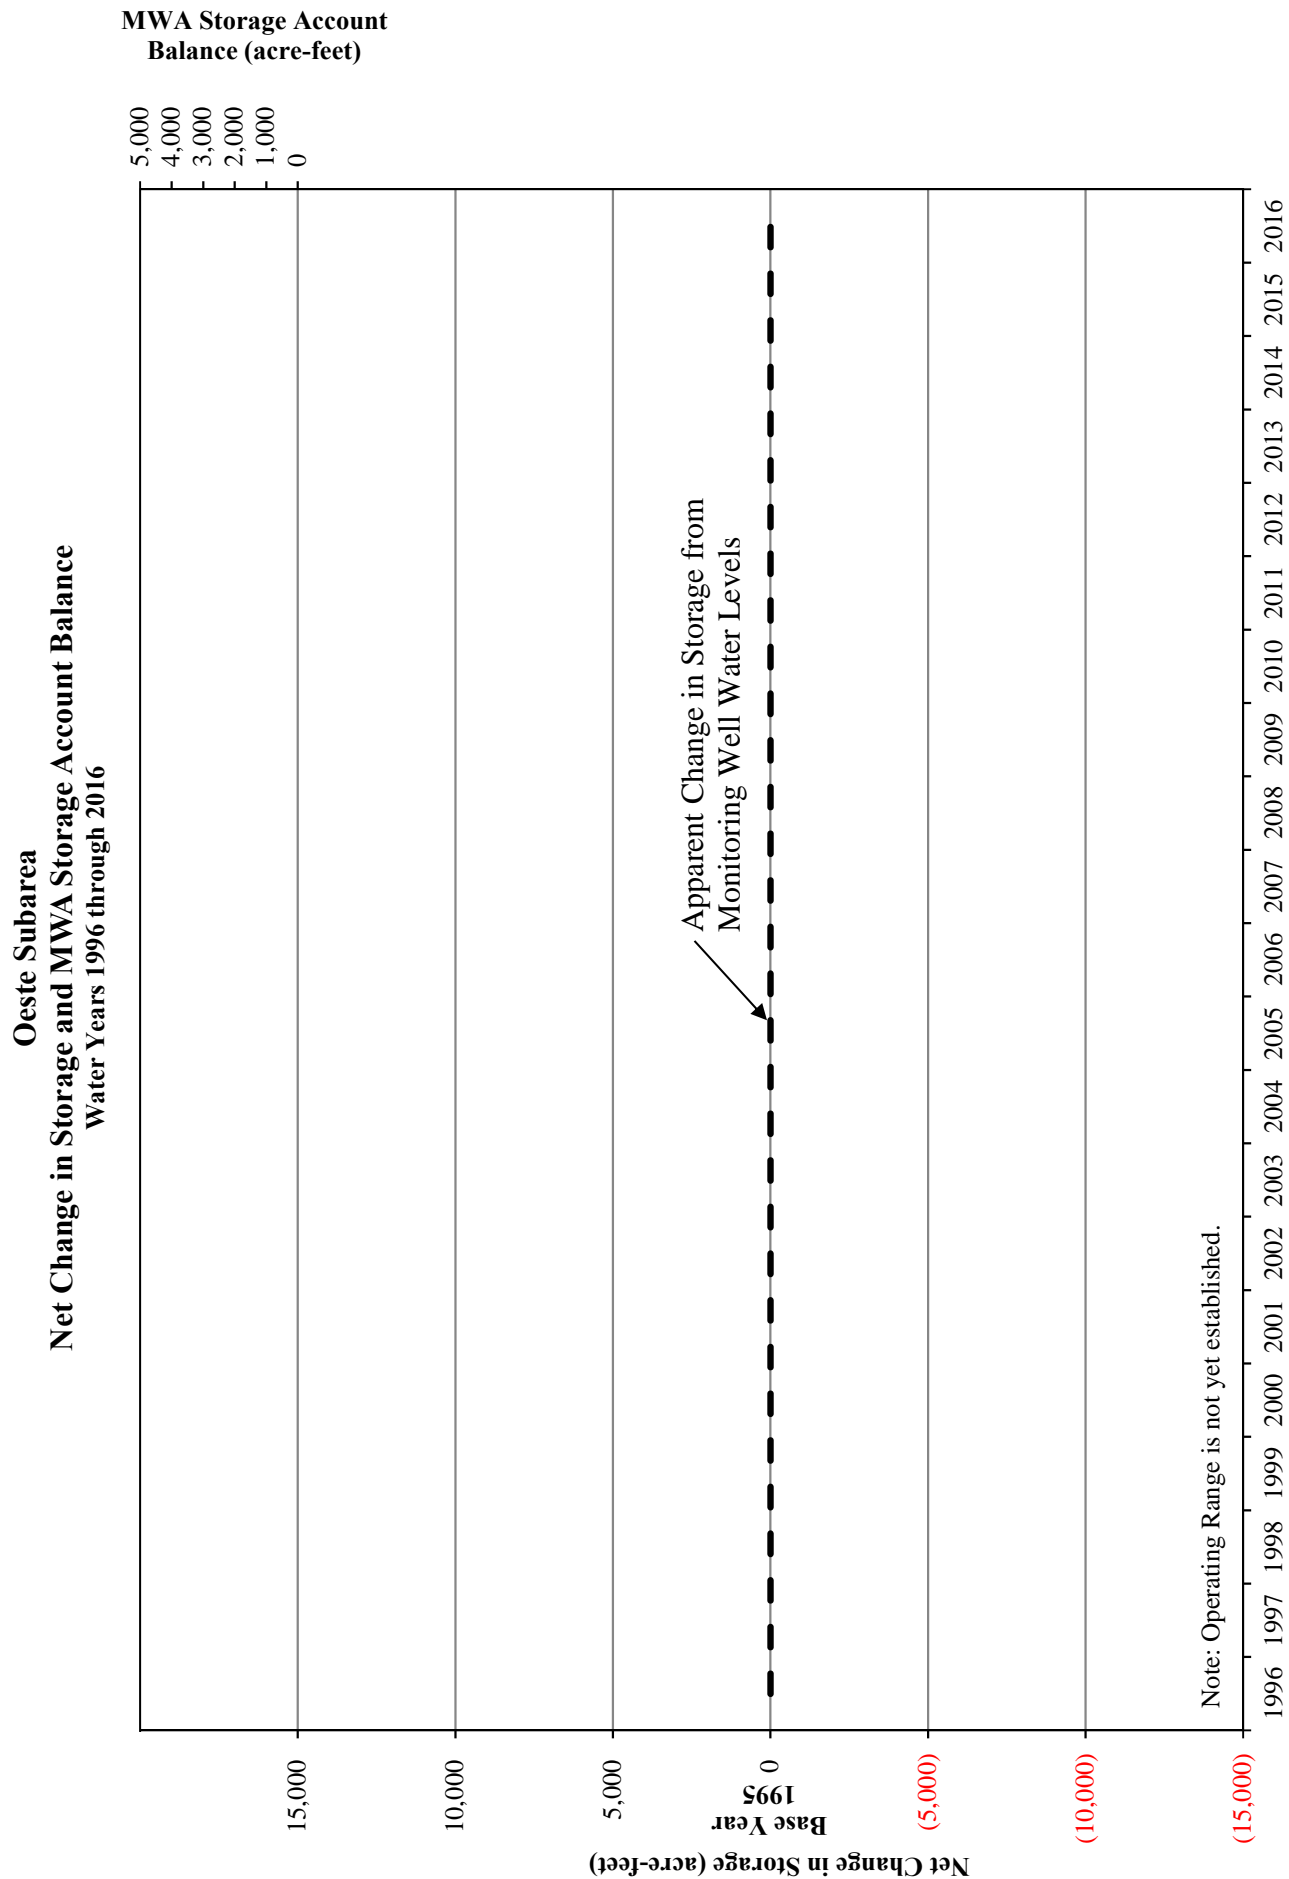 Oeste Subarea
Net Change in Storage and MWA Storage Account Balance
Water Years 1996 through 2016
MWA Storage Account
Balance (acre-feet)
5,000
4,000
3,000
2,000
1,000
0
Net Change in Storage (acre-feet)
Base Year
1995
15,000
10,000
5,000
0
(5,000)
(10,000)
(15,000)
Apparent Change in Storage from
Monitoring Well Water Levels
Note: Operating Range is not yet established.
1996 1997 1998 1999 2000 2001 2002 2003 2004 2005 2006 2007 2008 2009 2010 2011 2012 2013 2014 2015 2016